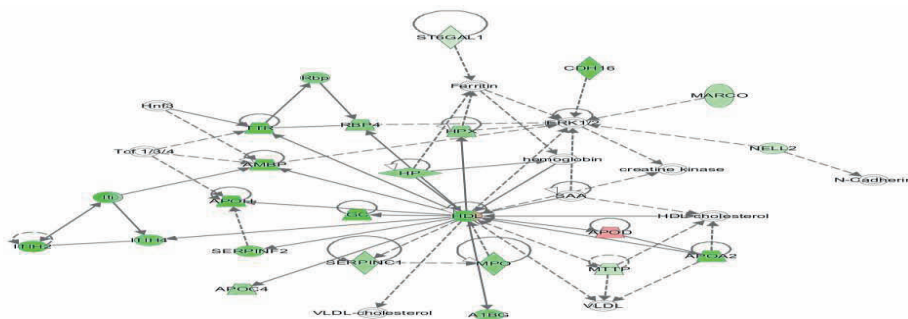 ST6GAL1
CDH16
Rbp
Ferritin
MARCO
Hnf3
TTR
RBP4
HPX
ERK1/2
Tcf 1/3/4
AMBP
HP
hemoglobin
NELL2
creatine kinase
N-Cadherin
APOH
SAA
GC
HDL
HDL-cholesterol
APOD
ITIH2
ITIH4
SERPINF2
SERPINC1
MPO
MTTP
APOA2
APOC4
VLDL-cholesterol
A1BG
VLDL